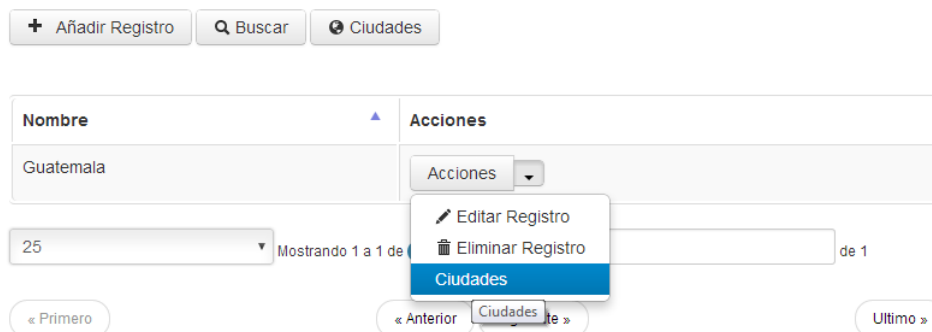 Añadir Registro Buscar Ciudades
Nombre Acciones
Guatemala Acciones
Editar Registro
Eliminar Registro
Ciudades
25 Mostrando 1 a 1 de de 1
Ciudades
« Primero « Anterior te » Ultimo »